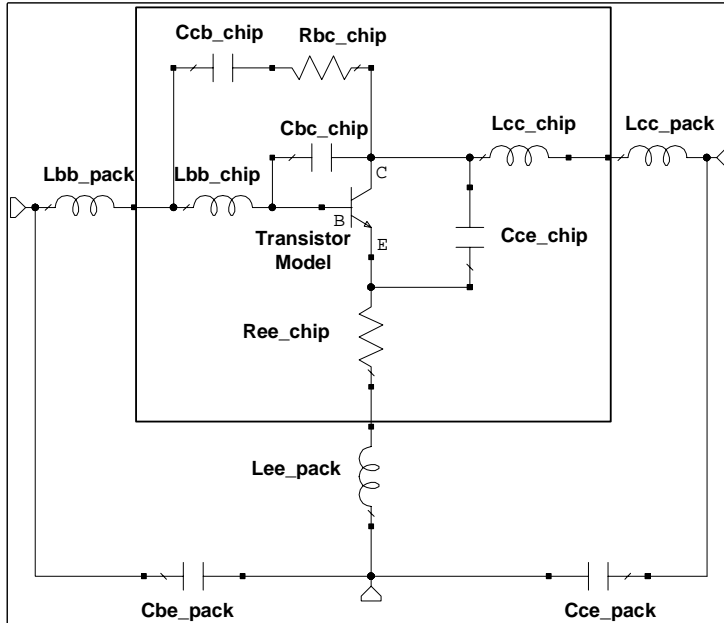 Ccb_chip
Rbc_chip
Cbc_chip
Lcc_chip
Lcc_pack
Lbb_pack
Lbb_chip
C
B
Transistor
Model
E
Cce_chip
Ree_chip
Lee_pack
Cbe_pack
Cce_pack